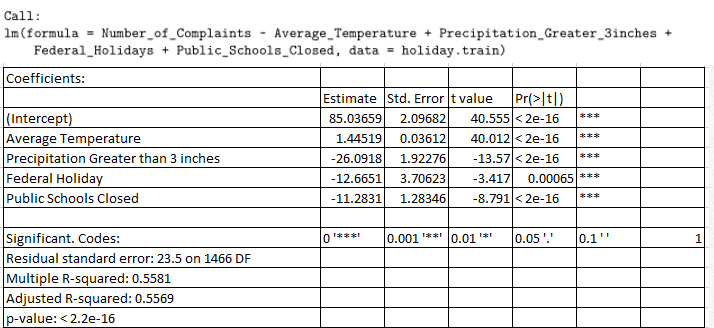 Call:
lm(formula = Number_of_Complaints - Average_Temperature + Precipitation_Greater_3inches +
Federal_Holidays + Public_Schools_Closed, data = holiday.train)
Coefficients:
Estimate Std. Error t value Pr(>|t|)
(Intercept) 85.03659 2.09682 40.555 < 2e-16 ***
Average Temperature 1.44519 0.03612 40.012 < 2e-16 ***
Precipitation Greater than 3 inches -26.0918 1.92276 -13.57 < 2e-16 ***
Federal Holiday -12.6651 3.70623 -3.417 0.00065 ***
Public Schools Closed -11.2831 1.28346 -8.791 < 2e-16 ***
Significant. Codes: 0 '***' 0.001 '**' 0.01 '*' 0.05 '.' 0.1 ' ' 1
Residual standard error: 23.5 on 1466 DF
Multiple R-squared: 0.5581
Adjusted R-squared: 0.5569
p-value: < 2.2e-16